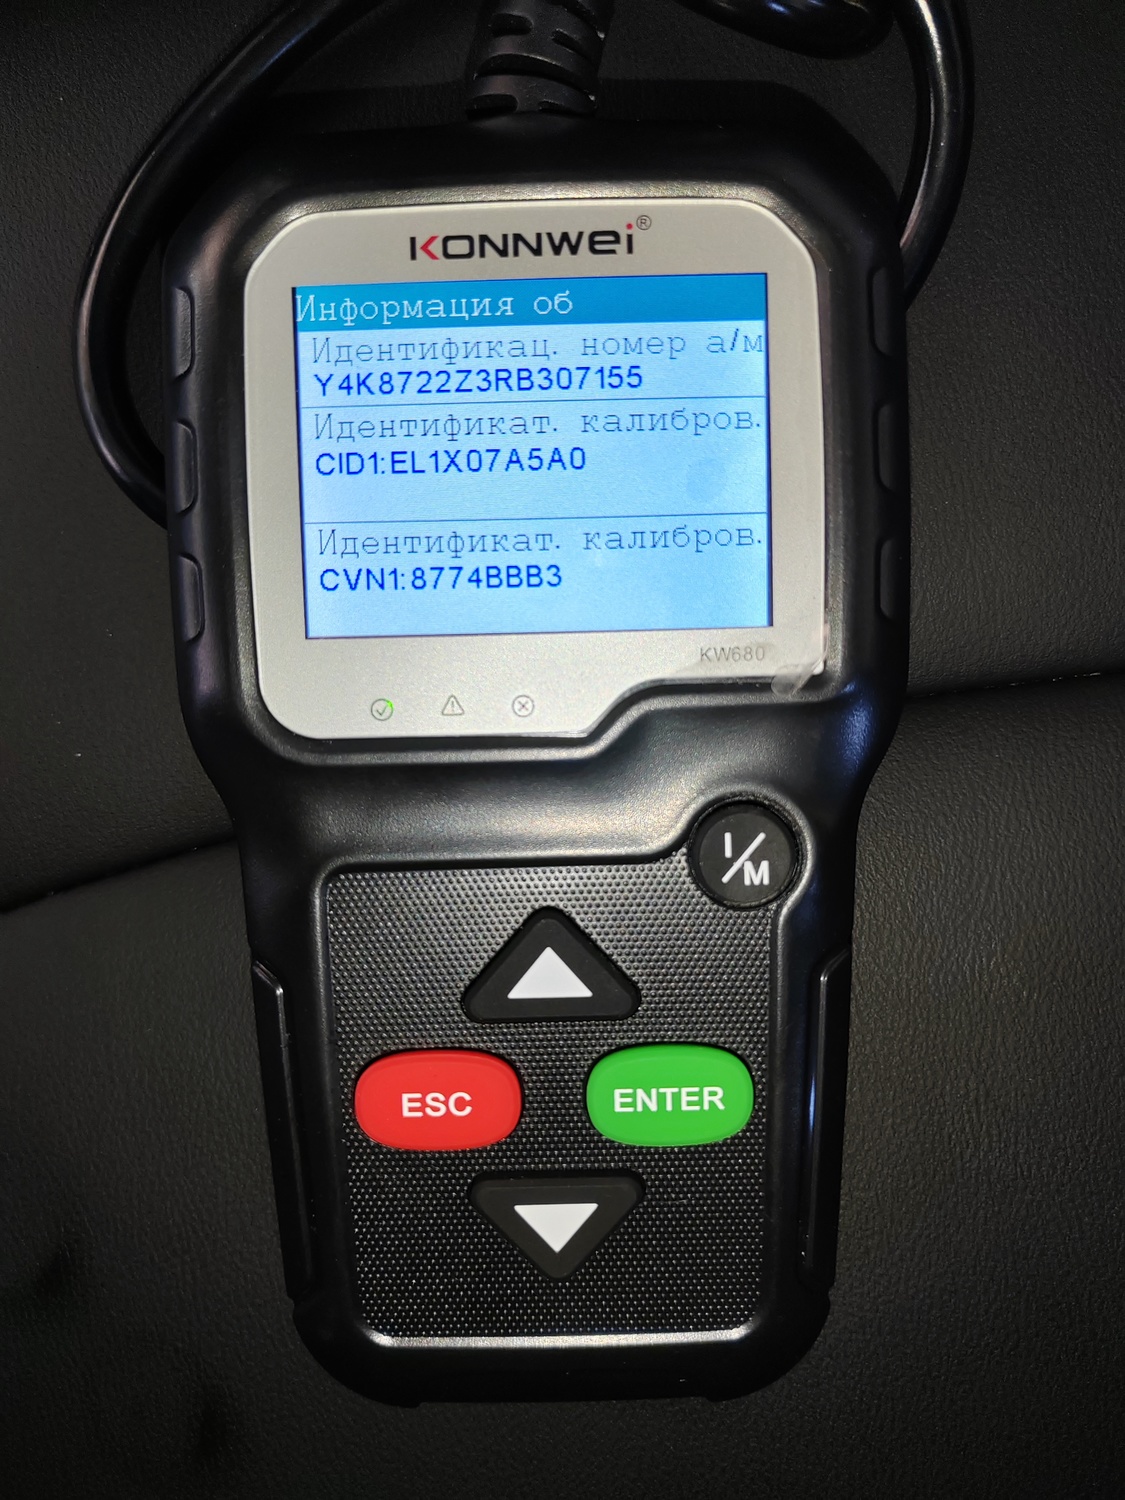 KONNWEI®
Информация об
Идентификац. номер а/м
Y4K8722Z3RB307155
Идентификат. калибров.
CID1:EL1X07A5A0
Идентификат. калибров.
CVN1:8774BBB3
KW680
I/M
ESC
ENTER